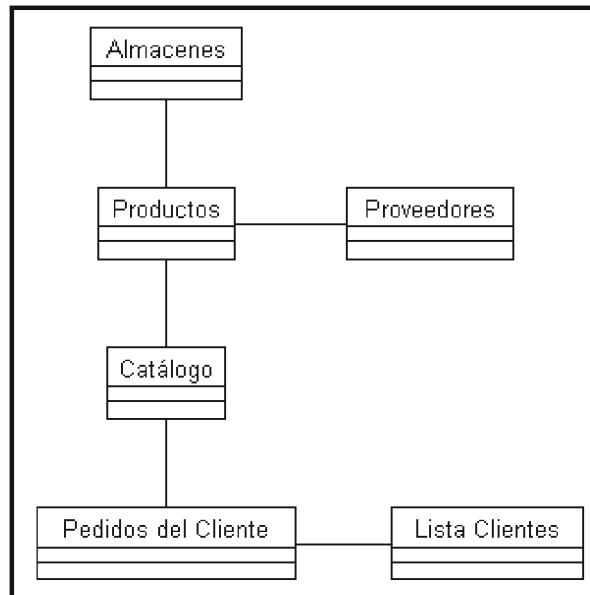 Almacenes
Productos
Proveedores
Catálogo
Pedidos del Cliente
Lista Clientes